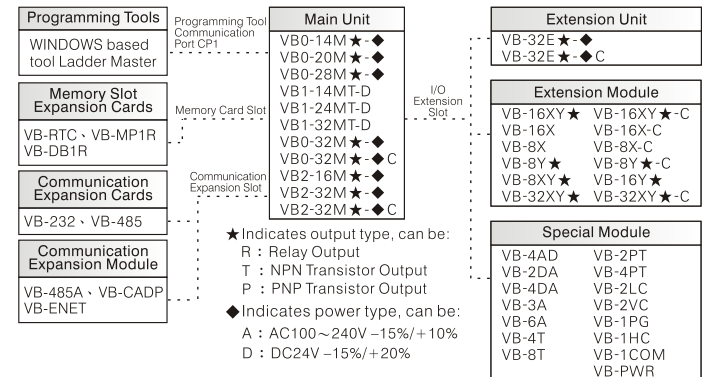 Programming Tools
WINDOWS based
tool Ladder Master
Memory Slot
Expansion Cards
VB-RTC、VB-MP1R
VB-DB1R
Communication
Expansion Cards
VB-232、VB-485
Communication
Expansion Module
VB-485A、VB-CADP
VB-ENET
Programming Tool
Communication
Port CP1
Memory Card Slot
Communication
Expansion Slot
Main Unit
VB0-14M★-◆
VB0-20M★-◆
VB0-28M★-◆
VB1-14MT-D
VB1-24MT-D
VB1-32MT-D
VB0-32M★-◆
VB0-32M★-◆C
VB2-16M★-◆
VB2-32M★-◆
VB2-32M★-◆C
★Indicates output type, can be:
R：Relay Output
T：NPN Transistor Output
P：PNP Transistor Output
◆Indicates power type, can be:
A：AC100～240V –15%/+10%
D：DC24V –15%/+20%
I/O
Extension
Slot
Extension Unit
VB-32E★-◆
VB-32E★-◆C
Extension Module
VB-16XY★ VB-16XY★-C
VB-16X VB-16X-C
VB-8X VB-8X-C
VB-8Y★ VB-8Y★-C
VB-8XY★ VB-16Y★
VB-32XY★ VB-32XY★-C
Special Module
VB-4AD VB-2PT
VB-2DA VB-4PT
VB-4DA VB-2LC
VB-3A VB-2VC
VB-6A VB-1PG
VB-4T VB-1HC
VB-8T VB-1COM
VB-PWR